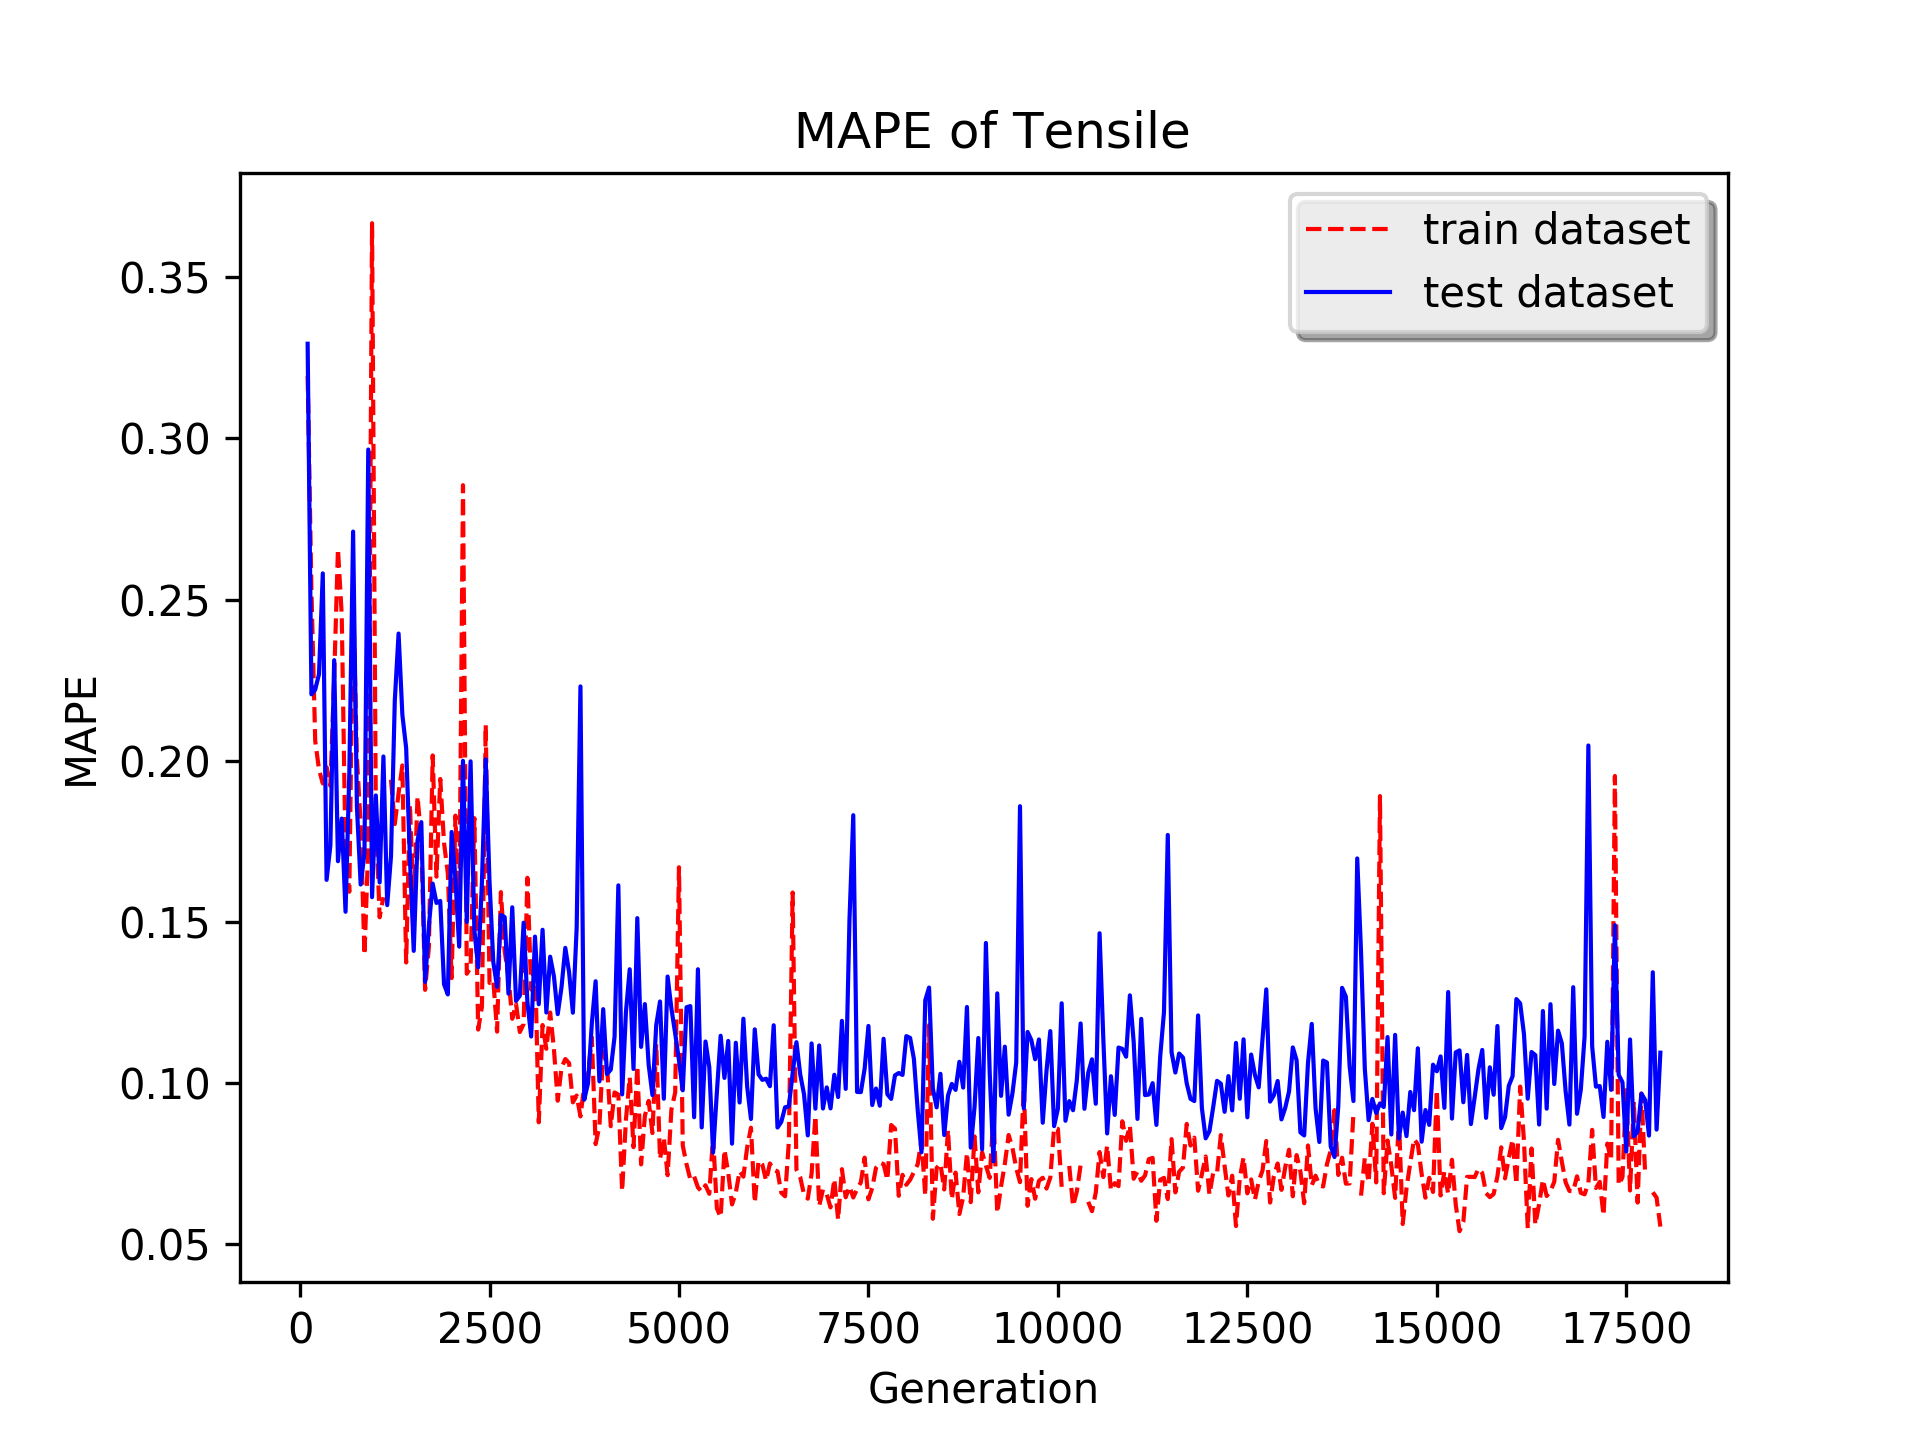 MAPE of Tensile
train dataset
test dataset
0.35
0.30
0.25
0.20
0.15
0.10
0.05
MAPE
0 2500 5000 7500 10000 12500 15000 17500
Generation